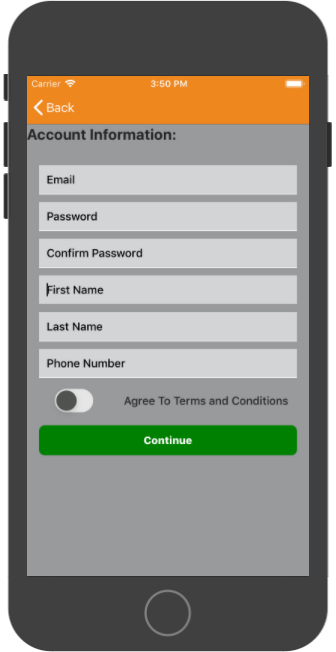 Carrier 3:50 PM
Back
Account Information:
Email
Password
Confirm Password
First Name
Last Name
Phone Number
Agree To Terms and Conditions
Continue